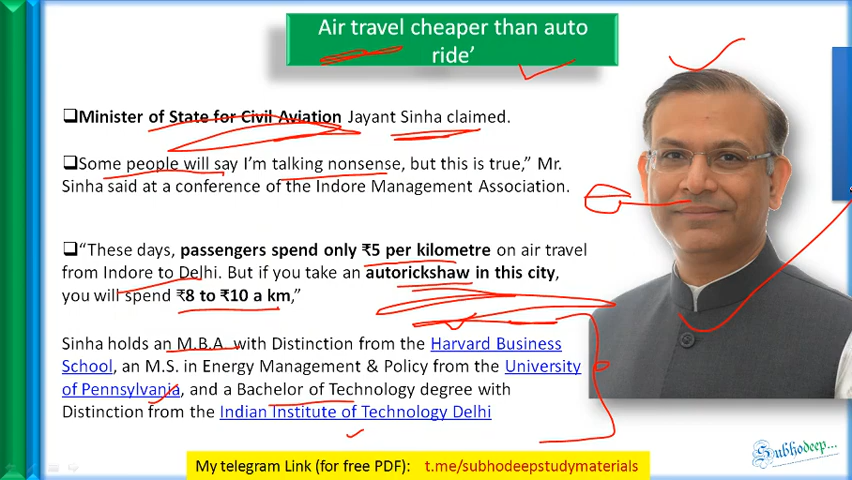 Air travel cheaper than auto
ride’
❑Minister of State for Civil Aviation Jayant Sinha claimed.
❑Some people will say I’m talking nonsense, but this is true,” Mr.
Sinha said at a conference of the Indore Management Association.
❑ “These days, passengers spend only ₹5 per kilometre on air travel
from Indore to Delhi. But if you take an autorickshaw in this city,
you will spend ₹8 to ₹10 a km,”
Sinha holds an M.B.A. with Distinction from the Harvard Business
School, an M.S. in Energy Management & Policy from the University
of Pennsylvania, and a Bachelor of Technology degree with
Distinction from the Indian Institute of Technology Delhi
My telegram Link (for free PDF): t.me/subhodeepstudymaterials
Subhodeep...